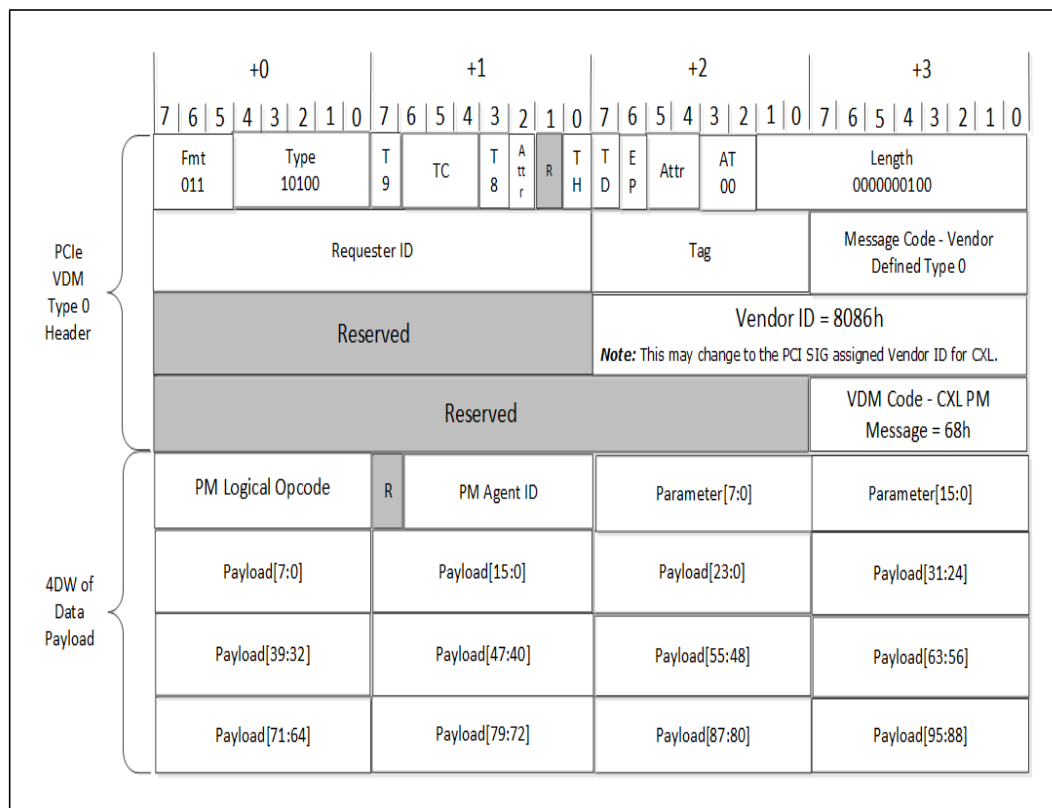 +0 +1 +2 +3
7 6 5 4 3 2 1 0 7 6 5 4 3 2 1 0 7 6 5 4 3 2 1 0 7 6 5 4 3 2 1 0
Fmt
011
Type
10100
T
9
TC
T
8
A
tt
r
R
T
H
T
D
E
P
Attr
AT
00
Length
0000000100
PCIe
VDM
Type 0
Header
Requester ID
Tag
Message Code - Vendor
Defined Type 0
Reserved
Vendor ID = 8086h
Note: This may change to the PCI SIG assigned Vendor ID for CXL.
Reserved
VDM Code - CXL PM
Message = 68h
4DW of
Data
Payload
PM Logical Opcode
R
PM Agent ID
Parameter[7:0]
Parameter[15:0]
Payload[7:0]
Payload[15:0]
Payload[23:0]
Payload[31:24]
Payload[39:32]
Payload[47:40]
Payload[55:48]
Payload[63:56]
Payload[71:64]
Payload[79:72]
Payload[87:80]
Payload[95:88]